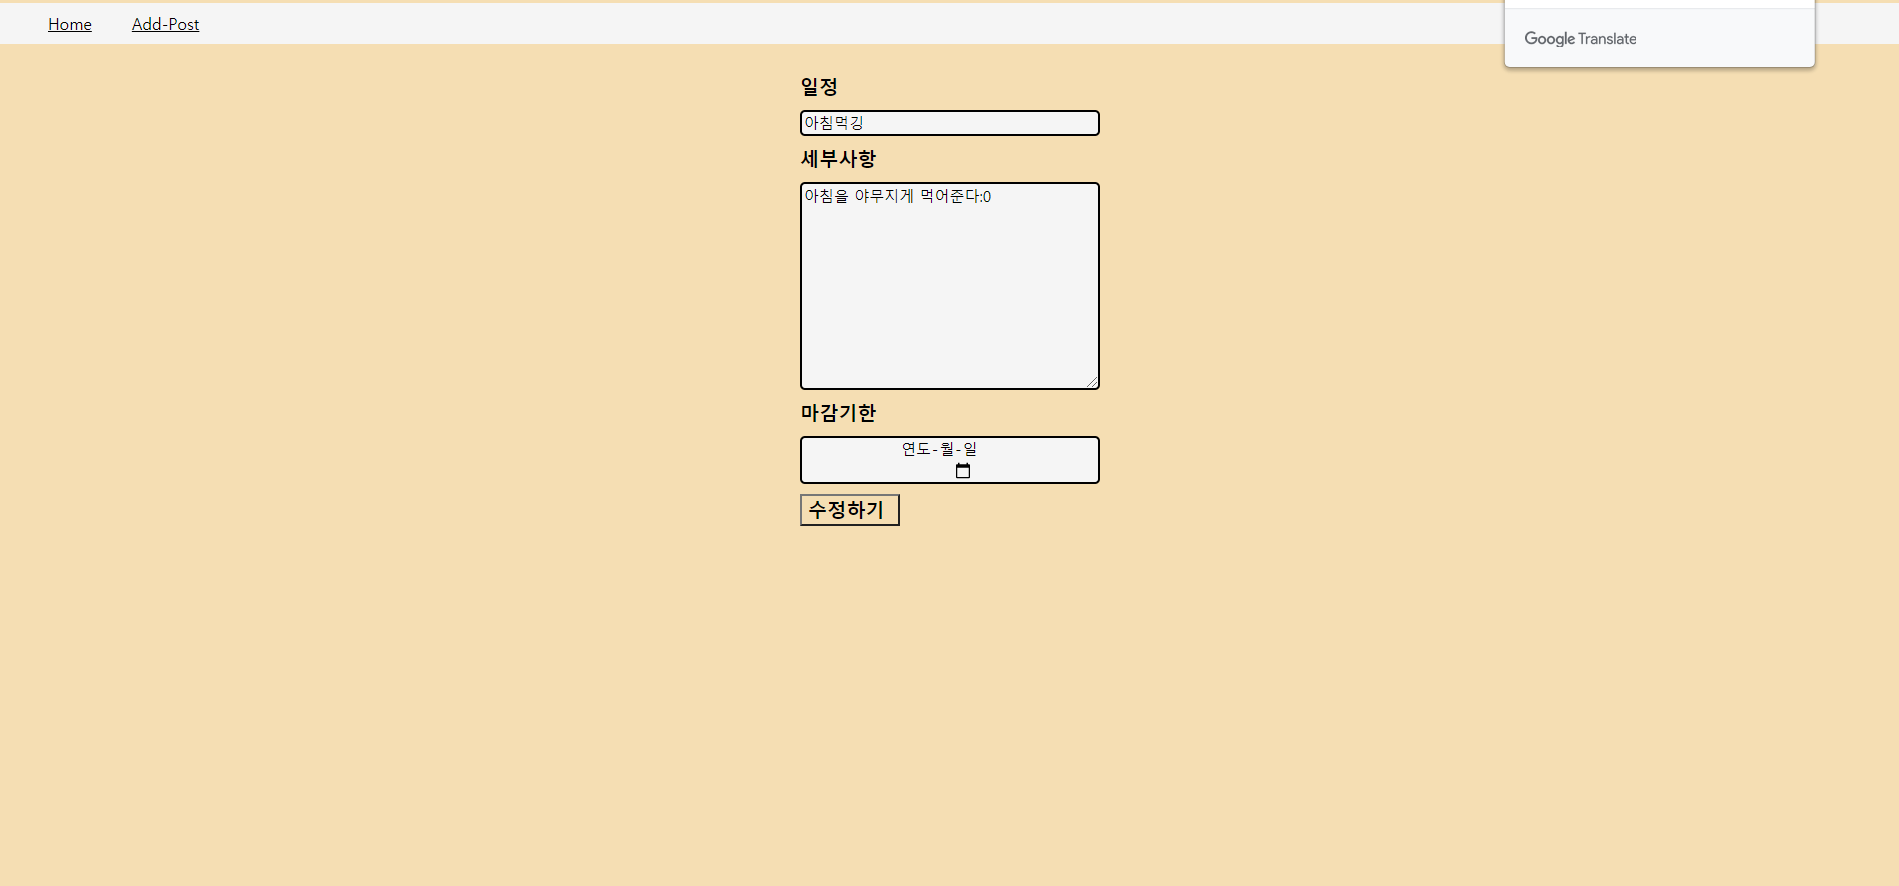 Home Add-Post
Google Translate
일정
아침먹깅
세부사항
아침을 야무지게 먹어준다:0
마감기한
연도-월-일
수정하기